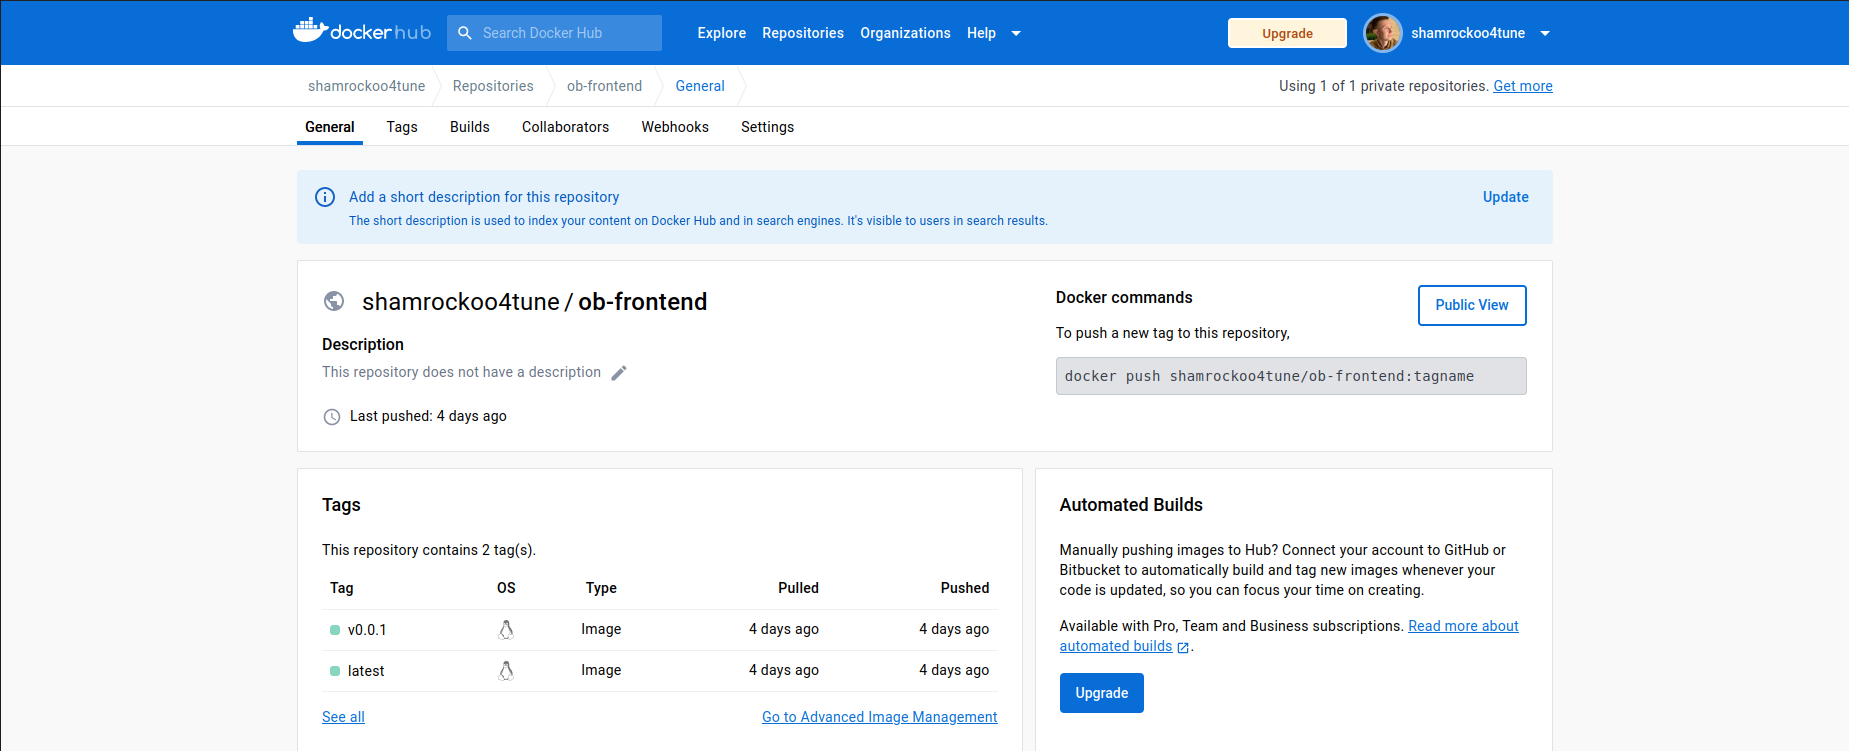 dockerhub
Search Docker Hub
Explore Repositories Organizations Help
Upgrade
shamrockoo4tune
shamrockoo4tune Repositories ob-frontend General
Using 1 of 1 private repositories. Get more
General Tags Builds Collaborators Webhooks Settings
Add a short description for this repository
Update
The short description is used to index your content on Docker Hub and in search engines. It's visible to users in search results.
shamrockoo4tune / ob-frontend
Description
This repository does not have a description
Last pushed: 4 days ago
Docker commands
Public View
To push a new tag to this repository,
docker push shamrockoo4tune/ob-frontend:tagname
Tags
This repository contains 2 tag(s).
Tag OS Type Pulled Pushed
v0.0.1 Image 4 days ago 4 days ago
latest Image 4 days ago 4 days ago
See all Go to Advanced Image Management
Automated Builds
Manually pushing images to Hub? Connect your account to GitHub or
Bitbucket to automatically build and tag new images whenever your
code is updated, so you can focus your time on creating.
Available with Pro, Team and Business subscriptions. Read more about
automated builds .
Upgrade